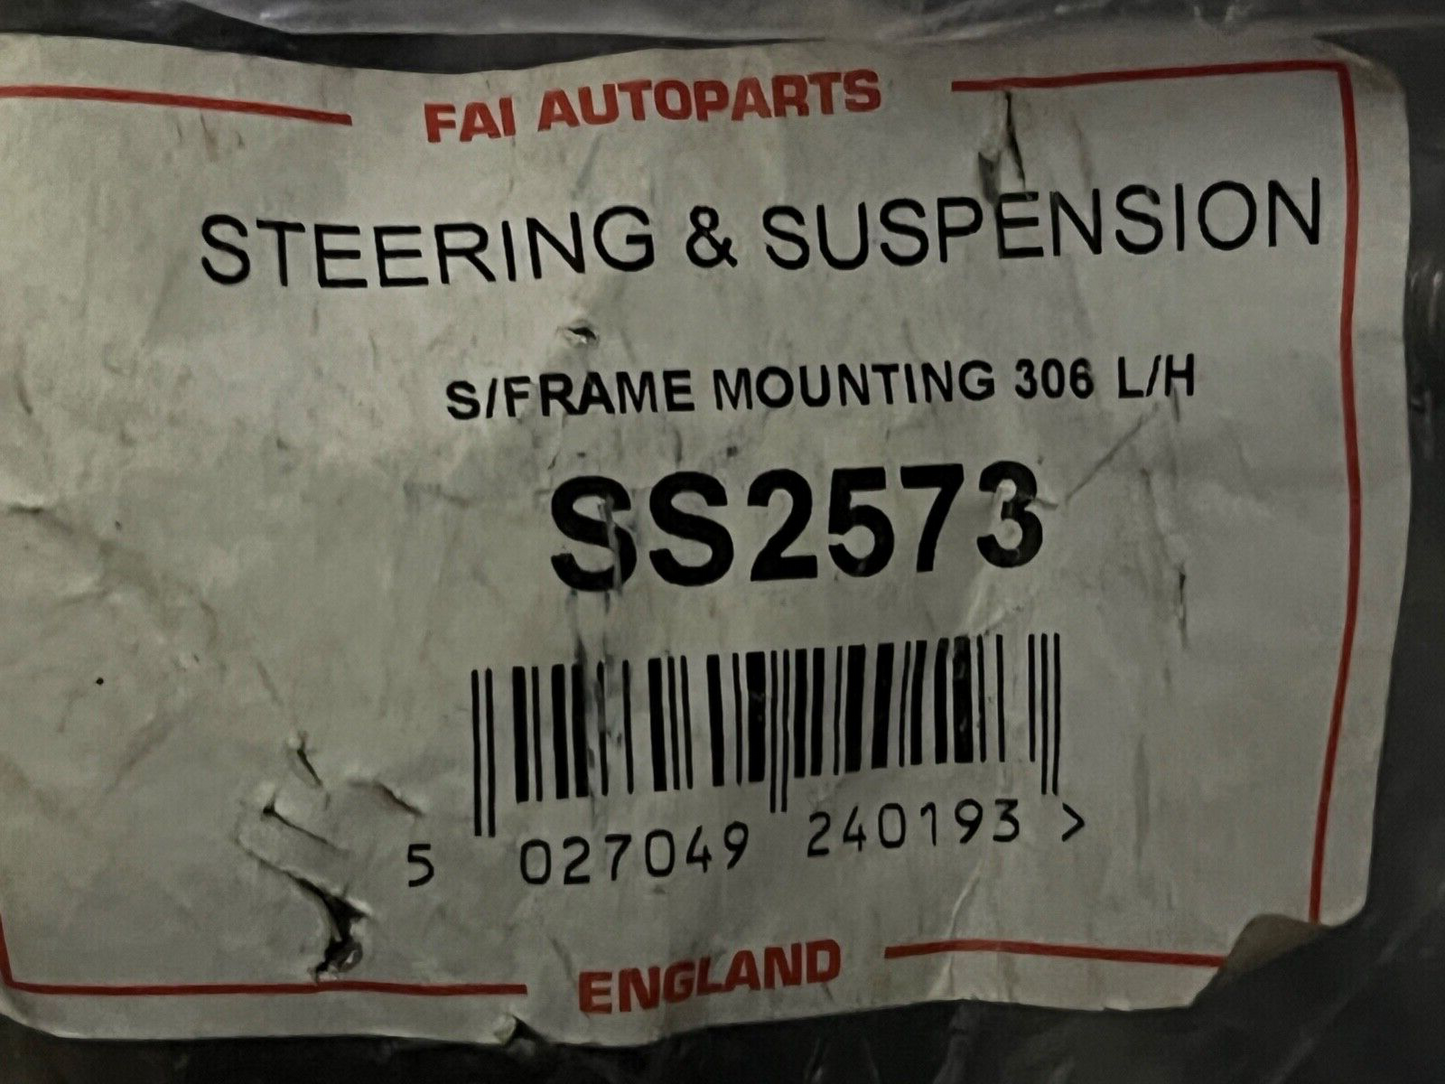 FAI AUTOPARTS
STEERING & SUSPENSION
S/FRAME MOUNTING 306 L/H
SS2573
5 027049 240193 >
ENGLAND